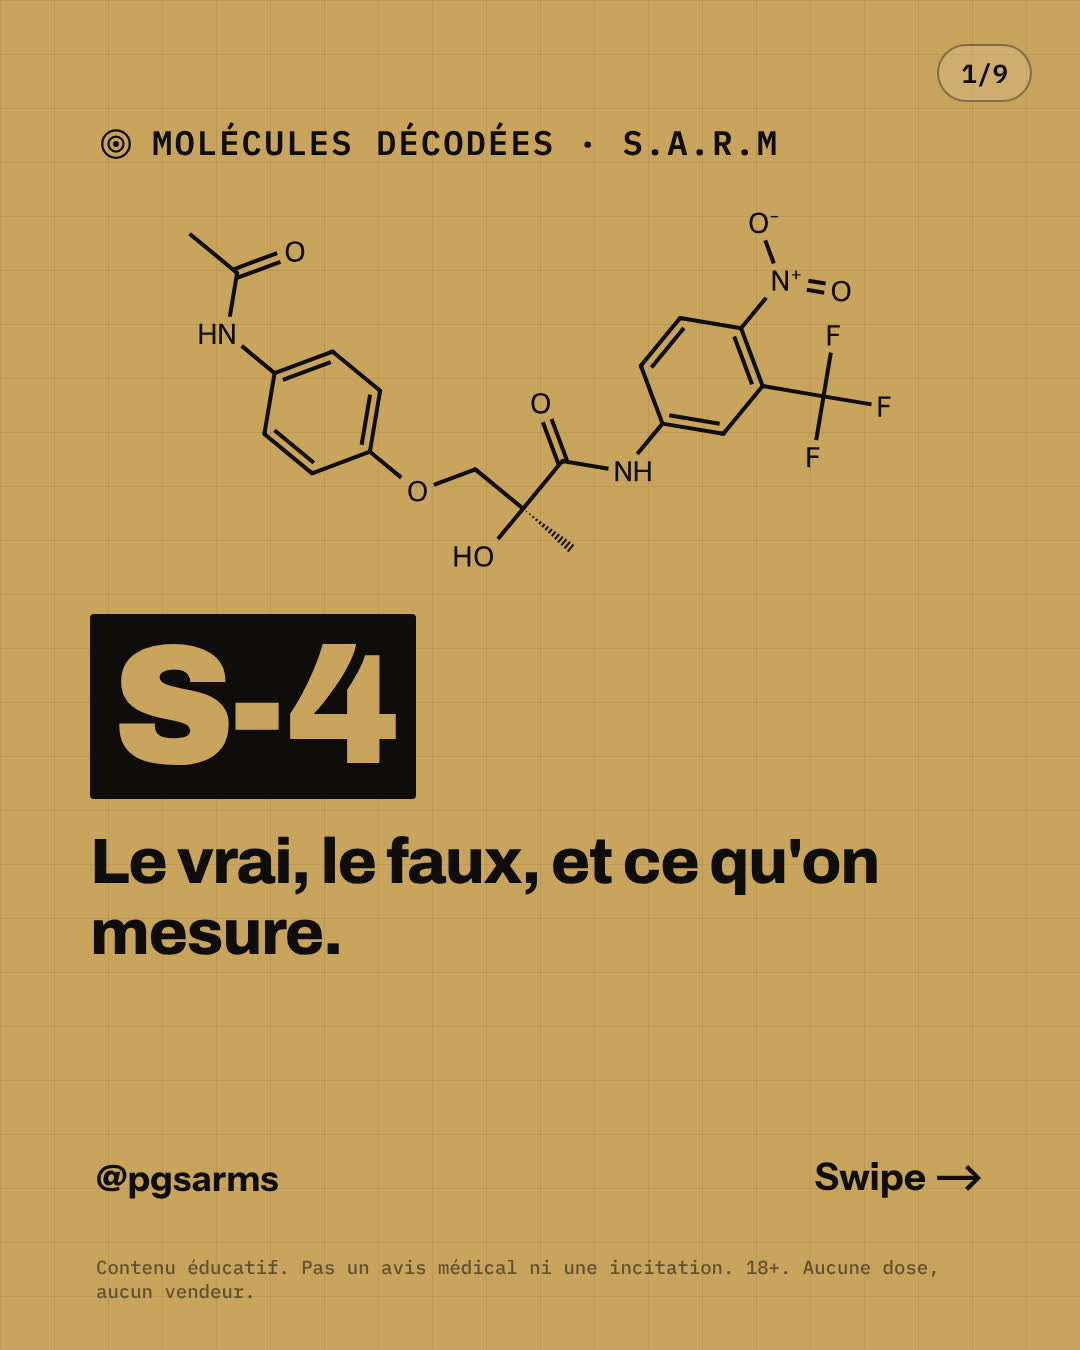 1/9
◎ MOLÉCULES DÉCODÉES · S.A.R.M
O⁻
N⁺
O
O
F
HN
F
O
F
NH
O
HO
S-4
Le vrai, le faux, et ce qu'on
mesure.
@pgsarms
Swipe →
Contenu éducatif. Pas un avis médical ni une incitation. 18+. Aucune dose,
aucun vendeur.